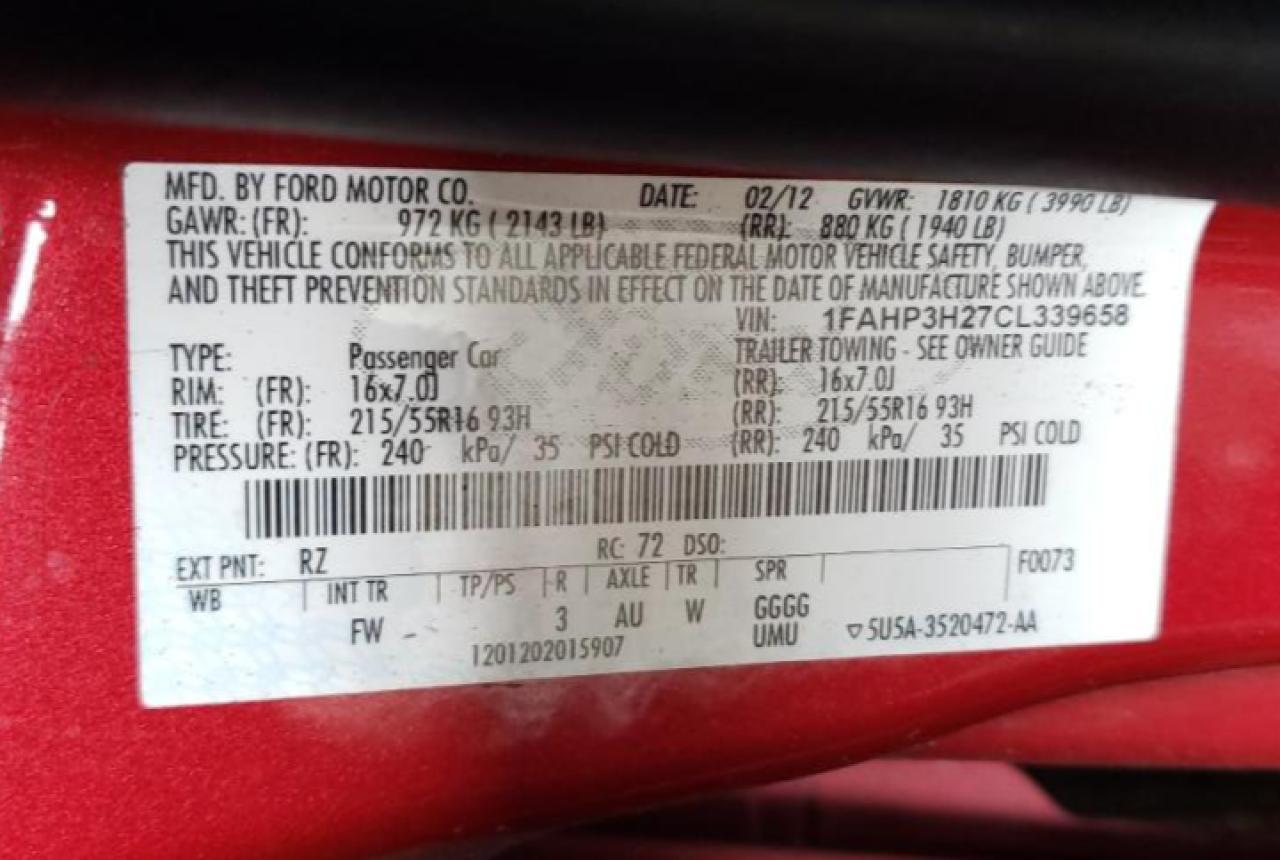 MFD. BY FORD MOTOR CO. DATE: 02/12 GVWR: 1810 KG ( 3990 LB)
GAWR: (FR): 972 KG ( 2143 LB) (RR): 880 KG ( 1940 LB)
THIS VEHICLE CONFORMS TO ALL APPLICABLE FEDERAL MOTOR VEHICLE SAFETY, BUMPER,
AND THEFT PREVENTION STANDARDS IN EFFECT ON THE DATE OF MANUFACTURE SHOWN ABOVE.
VIN: 1FAHP3H27CL339658
TYPE: Passenger Car TRAILER TOWING - SEE OWNER GUIDE
RIM: (FR): 16x7.0J (RR): 16x7.0J
TIRE: (FR): 215/55R16 93H (RR): 215/55R16 93H
PRESSURE: (FR): 240 kPa/ 35 PSI COLD (RR): 240 kPa/ 35 PSI COLD
EXT PNT: RZ RC: 72 DSO: F0073
WB INT TR TP/PS R AXLE TR SPR
FW 3 AU W GGGG
1201202015907 UMU ▽5U5A-3520472-AA